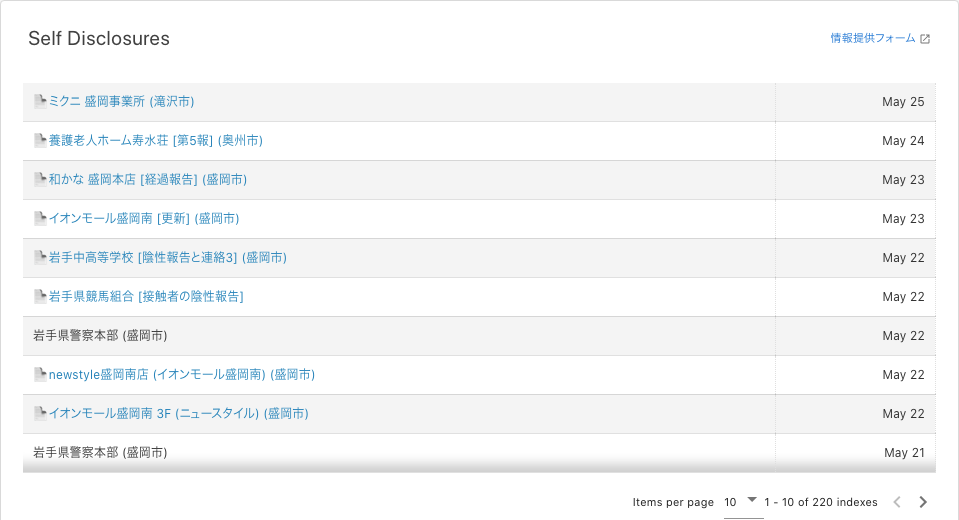 Self Disclosures
情報提供フォーム
ミクニ 盛岡事業所 (滝沢市) May 25
養護老人ホーム寿水荘 [第5報] (奥州市) May 24
和かな 盛岡本店 [経過報告] (盛岡市) May 23
イオンモール盛岡南 [更新] (盛岡市) May 23
岩手中高等学校 [陰性報告と連絡3] (盛岡市) May 22
岩手県競馬組合 [接触者の陰性報告] May 22
岩手県警察本部 (盛岡市) May 22
newstyle盛岡南店 (イオンモール盛岡南) (盛岡市) May 22
イオンモール盛岡南 3F (ニュースタイル) (盛岡市) May 22
岩手県警察本部 (盛岡市) May 21
Items per page 10 1 - 10 of 220 indexes